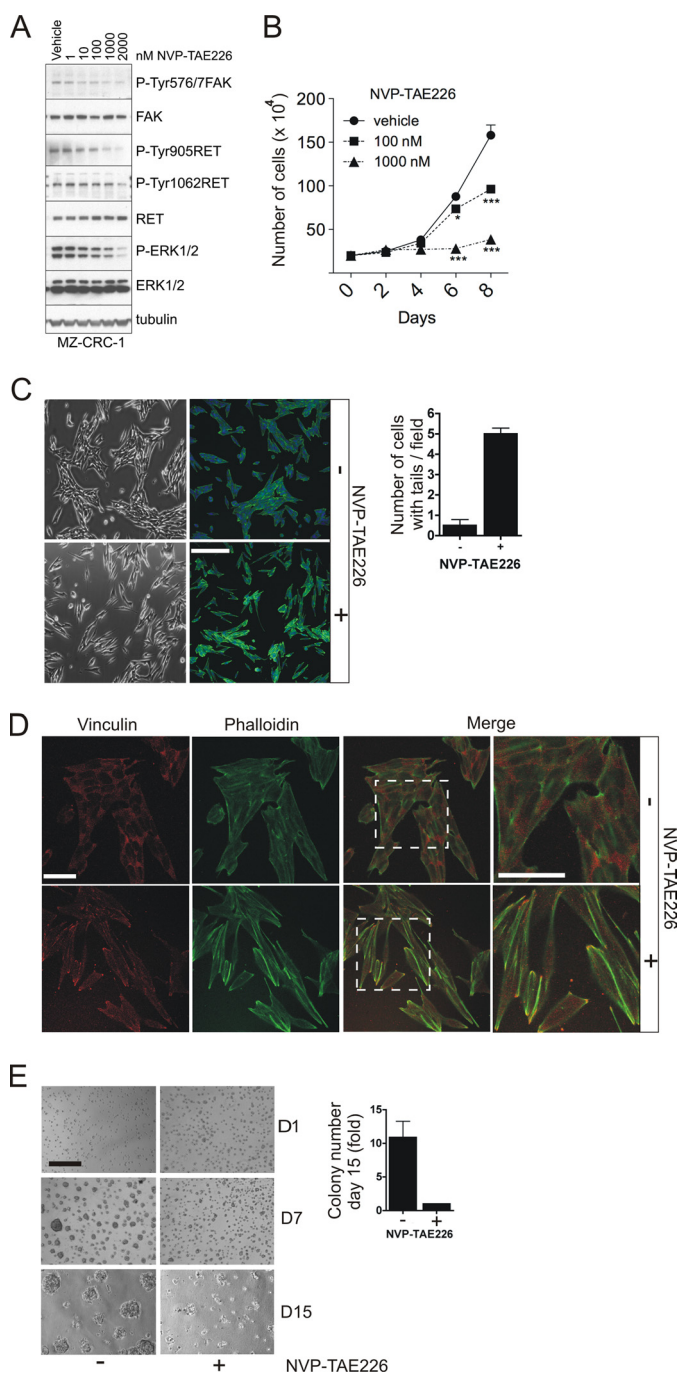 A
Vehicle
1
10
100
1000
2000
nM NVP-TAE226
P-Tyr576/7FAK
FAK
P-Tyr905RET
P-Tyr1062RET
RET
P-ERK1/2
ERK1/2
tubulin
MZ-CRC-1
B
NVP-TAE226
vehicle
100 nM
1000 nM
Number of cells (x 10⁴)
200
150
100
50
*
***
***
***
0
2
4
6
8
Days
C
-
+
NVP-TAE226
Number of cells
with tails / field
6
5
4
3
2
1
0
- +
NVP-TAE226
D
Vinculin Phalloidin Merge
-
+
NVP-TAE226
E
D1
D7
D15
- + NVP-TAE226
Colony number
day 15 (fold)
15
10
5
0
- +
NVP-TAE226